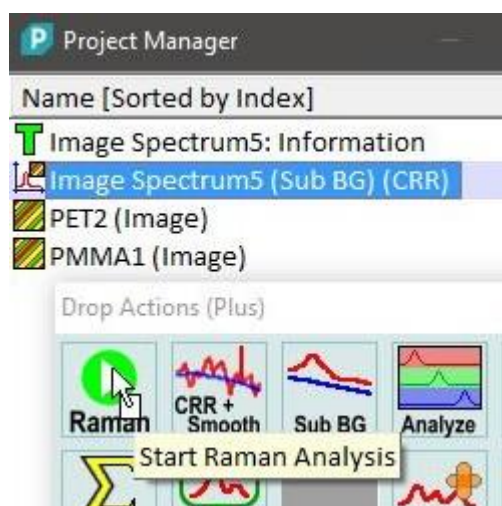 Project Manager
Name [Sorted by Index]
Image Spectrum5: Information
Image Spectrum5 (Sub BG) (CRR)
PET2 (Image)
PMMA1 (Image)
Drop Actions (Plus)
Raman
CRR +
Smooth
Sub BG
Analyze
Start Raman Analysis